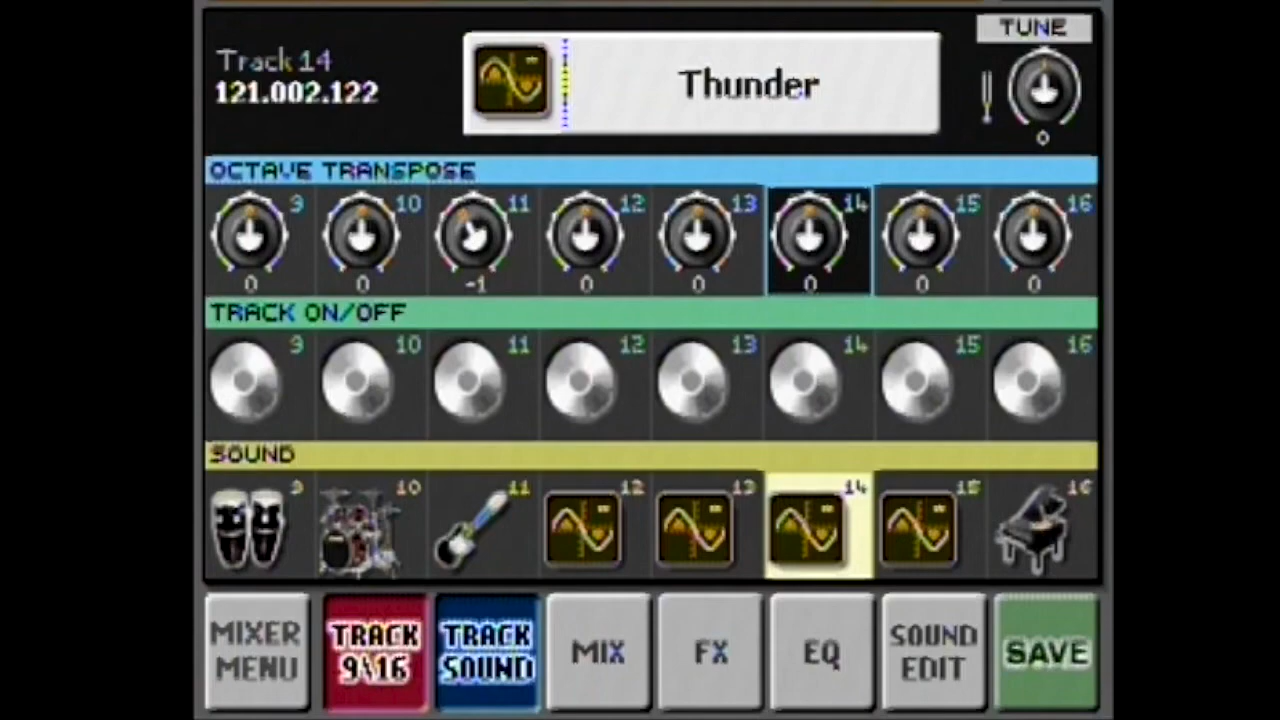 TUNE
Track 14
121.002.122
Thunder
0
OCTAVE TRANSPOSE
9 10 11 12 13 14 15 16
0 0 -1 0 0 0 0 0
TRACK ON/OFF
9 10 11 12 13 14 15 16
SOUND
9 10 11 12 13 14 15 16
MIXER MENU
TRACK 9\16
TRACK SOUND
MIX
FX
EQ
SOUND EDIT
SAVE